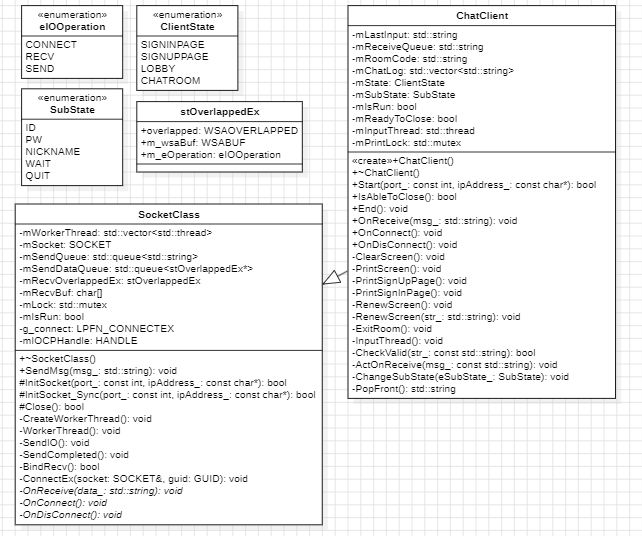 «enumeration»
eIOOperation
CONNECT
RECV
SEND
«enumeration»
ClientState
SIGNINPAGE
SIGNUPPAGE
LOBBY
CHATROOM
«enumeration»
SubState
ID
PW
NICKNAME
WAIT
QUIT
stOverlappedEx
+overlapped: WSAOVERLAPPED
+m_wsaBuf: WSABUF
+m_eOperation: eIOOperation
SocketClass
-mWorkerThread: std::vector<std::thread>
-mSocket: SOCKET
-mSendQueue: std::queue<std::string>
-mSendDataQueue: std::queue<stOverlappedEx*>
-mRecvOverlappedEx: stOverlappedEx
-mRecvBuf: char[]
-mLock: std::mutex
-mIsRun: bool
-g_connect: LPFN_CONNECTEX
-mIOCPHandle: HANDLE
+~SocketClass()
+SendMsg(msg_: std::string): void
#InitSocket(port_: const int, ipAddress_: const char*): bool
#InitSocket_Sync(port_: const int, ipAddress_: const char*): bool
#Close(): bool
-CreateWorkerThread(): void
-WorkerThread(): void
-SendIO(): void
-SendCompleted(): void
-BindRecv(): bool
-ConnectEx(socket: SOCKET&, guid: GUID): void
-OnReceive(data_: std::string): void
-OnConnect(): void
-OnDisConnect(): void
ChatClient
-mLastInput: std::string
-mReceiveQueue: std::string
-mRoomCode: std::string
-mChatLog: std::vector<std::string>
-mState: ClientState
-mSubState: SubState
-mIsRun: bool
-mReadyToClose: bool
-mInputThread: std::thread
-mPrintLock: std::mutex
«create»+ChatClient()
+~ChatClient()
+Start(port_: const int, ipAddress_: const char*): bool
+IsAbleToClose(): bool
+End(): void
+OnReceive(msg_: std::string): void
+OnConnect(): void
+OnDisConnect(): void
-ClearScreen(): void
-PrintScreen(): void
-PrintSignUpPage(): void
-PrintSignInPage(): void
-RenewScreen(): void
-RenewScreen(str_: std::string): void
-ExitRoom(): void
-InputThread(): void
-CheckValid(str_: const std::string): bool
-ActOnReceive(msg_: const std::string): void
-ChangeSubState(eSubState_: SubState): void
-PopFront(): std::string